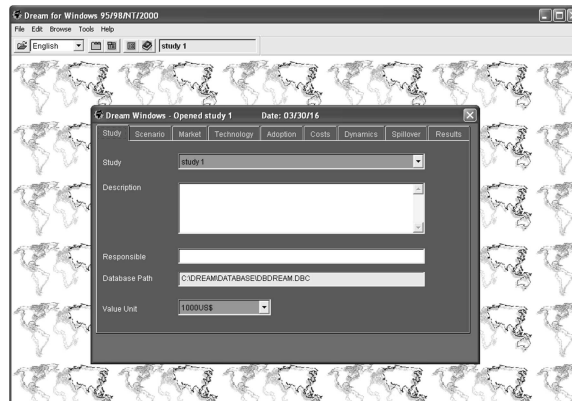 Dream for Windows 95/98/NT/2000
File Edit Browse Tools Help
English study 1
Dream Windows - Opened study 1 Date: 03/30/16
Study Scenario Market Technology Adoption Costs Dynamics Spillover Results
Study study 1
Description
Responsible
Database Path C:\DREAM\DATABASE\DBDREAM.DBC
Value Unit 1000US$